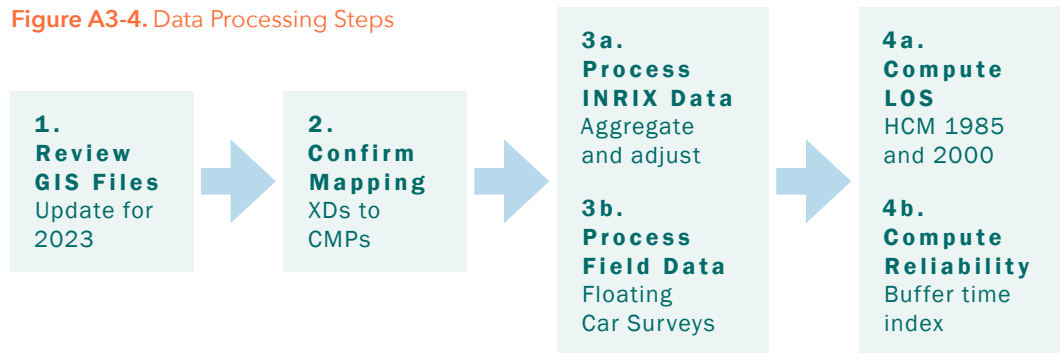 Figure A3-4. Data Processing Steps
1.
Review
GIS Files
Update for
2023
2.
Confirm
Mapping
XDs to
CMPs
3a.
Process
INRIX Data
Aggregate
and adjust
3b.
Process
Field Data
Floating
Car Surveys
4a.
Compute
LOS
HCM 1985
and 2000
4b.
Compute
Reliability
Buffer time
index